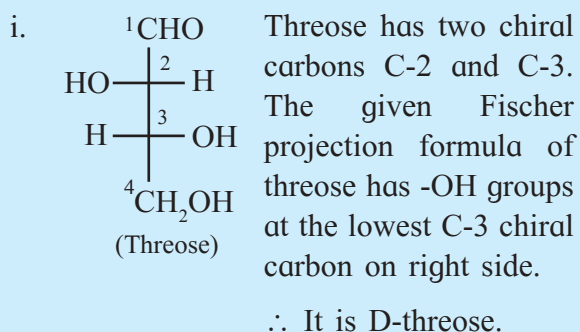 i.
¹CHO
HO 2 H
H 3 OH
⁴CH₂OH
(Threose)
Threose has two chiral
carbons C-2 and C-3.
The given Fischer
projection formula of
threose has -OH groups
at the lowest C-3 chiral
carbon on right side.
∴ It is D-threose.